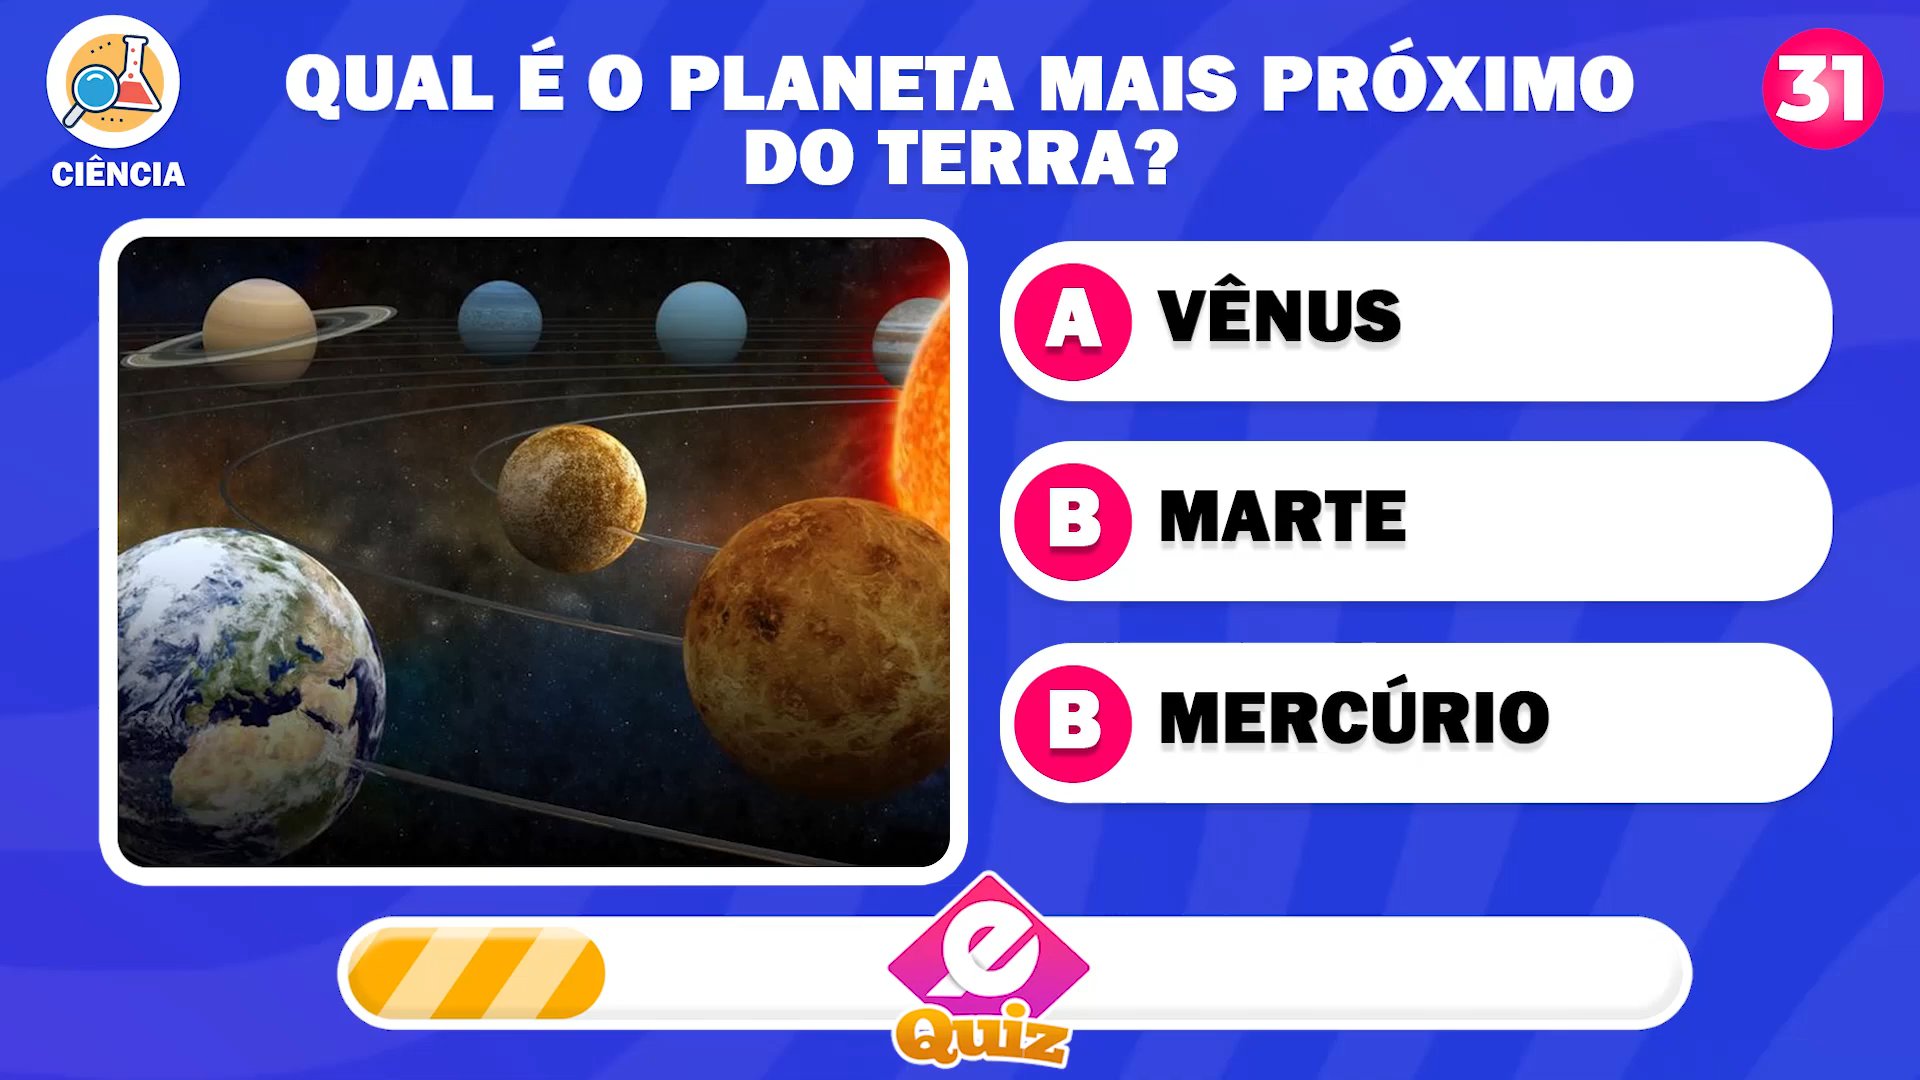 CIÊNCIA
QUAL É O PLANETA MAIS PRÓXIMO
DO TERRA?
31
A VÊNUS
B MARTE
B MERCÚRIO
e
Quiz